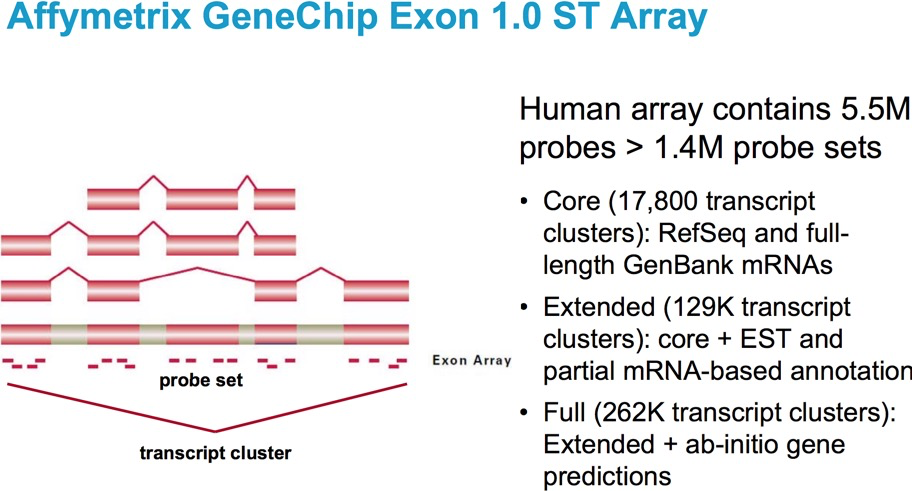 Affymetrix GeneChip Exon 1.0 ST Array
Human array contains 5.5M
probes > 1.4M probe sets
• Core (17,800 transcript
clusters): RefSeq and full-
length GenBank mRNAs
• Extended (129K transcript
clusters): core + EST and
partial mRNA-based annotation
• Full (262K transcript clusters):
Extended + ab-initio gene
predictions
Exon Array
probe set
transcript cluster